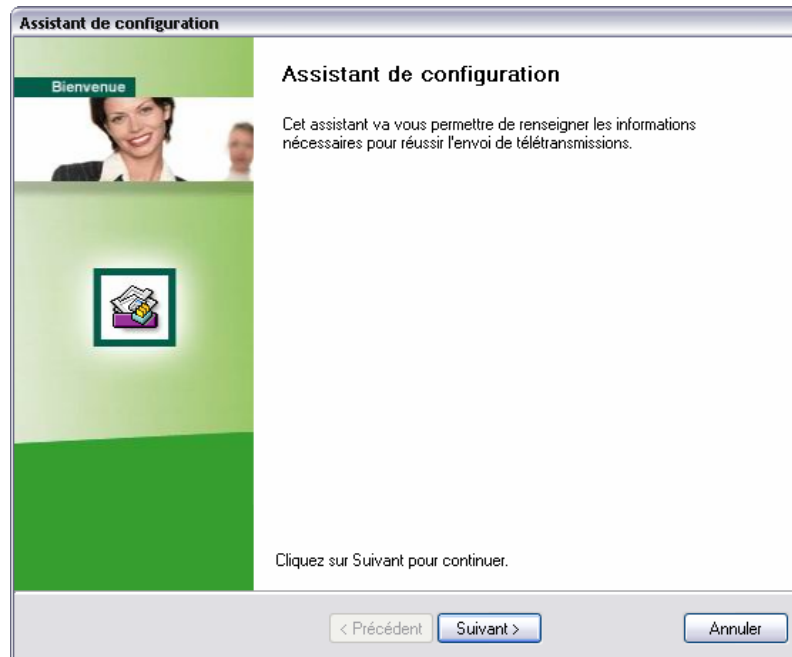 Assistant de configuration
Bienvenue
Assistant de configuration
Cet assistant va vous permettre de renseigner les informations
nécessaires pour réussir l'envoi de télétransmissions.
Cliquez sur Suivant pour continuer.
< Précédent
Suivant >
Annuler